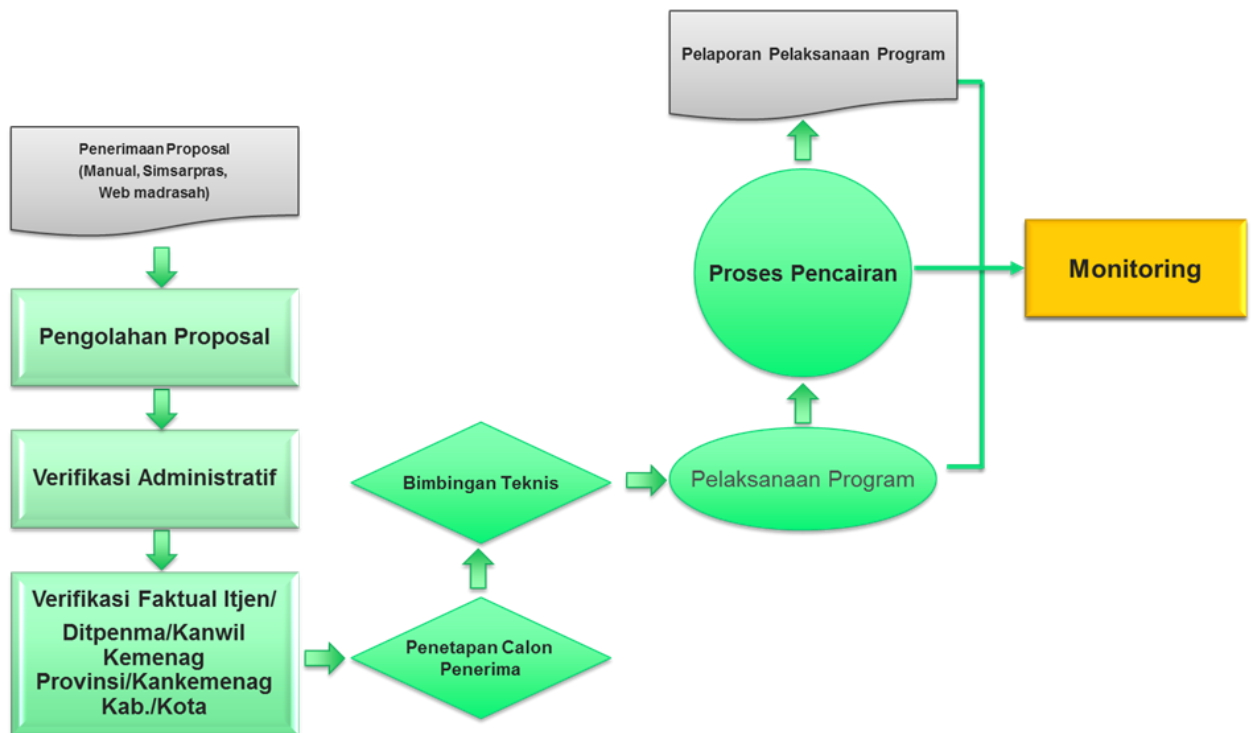 Penerimaan Proposal
(Manual, Simsarpras,
Web madrasah)
Pengolahan Proposal
Verifikasi Administratif
Verifikasi Faktual Itjen/
Ditpenma/Kanwil
Kemenag
Provinsi/Kankemenag
Kab./Kota
Penetapan Calon
Penerima
Bimbingan Teknis
Pelaksanaan Program
Proses Pencairan
Pelaporan Pelaksanaan Program
Monitoring